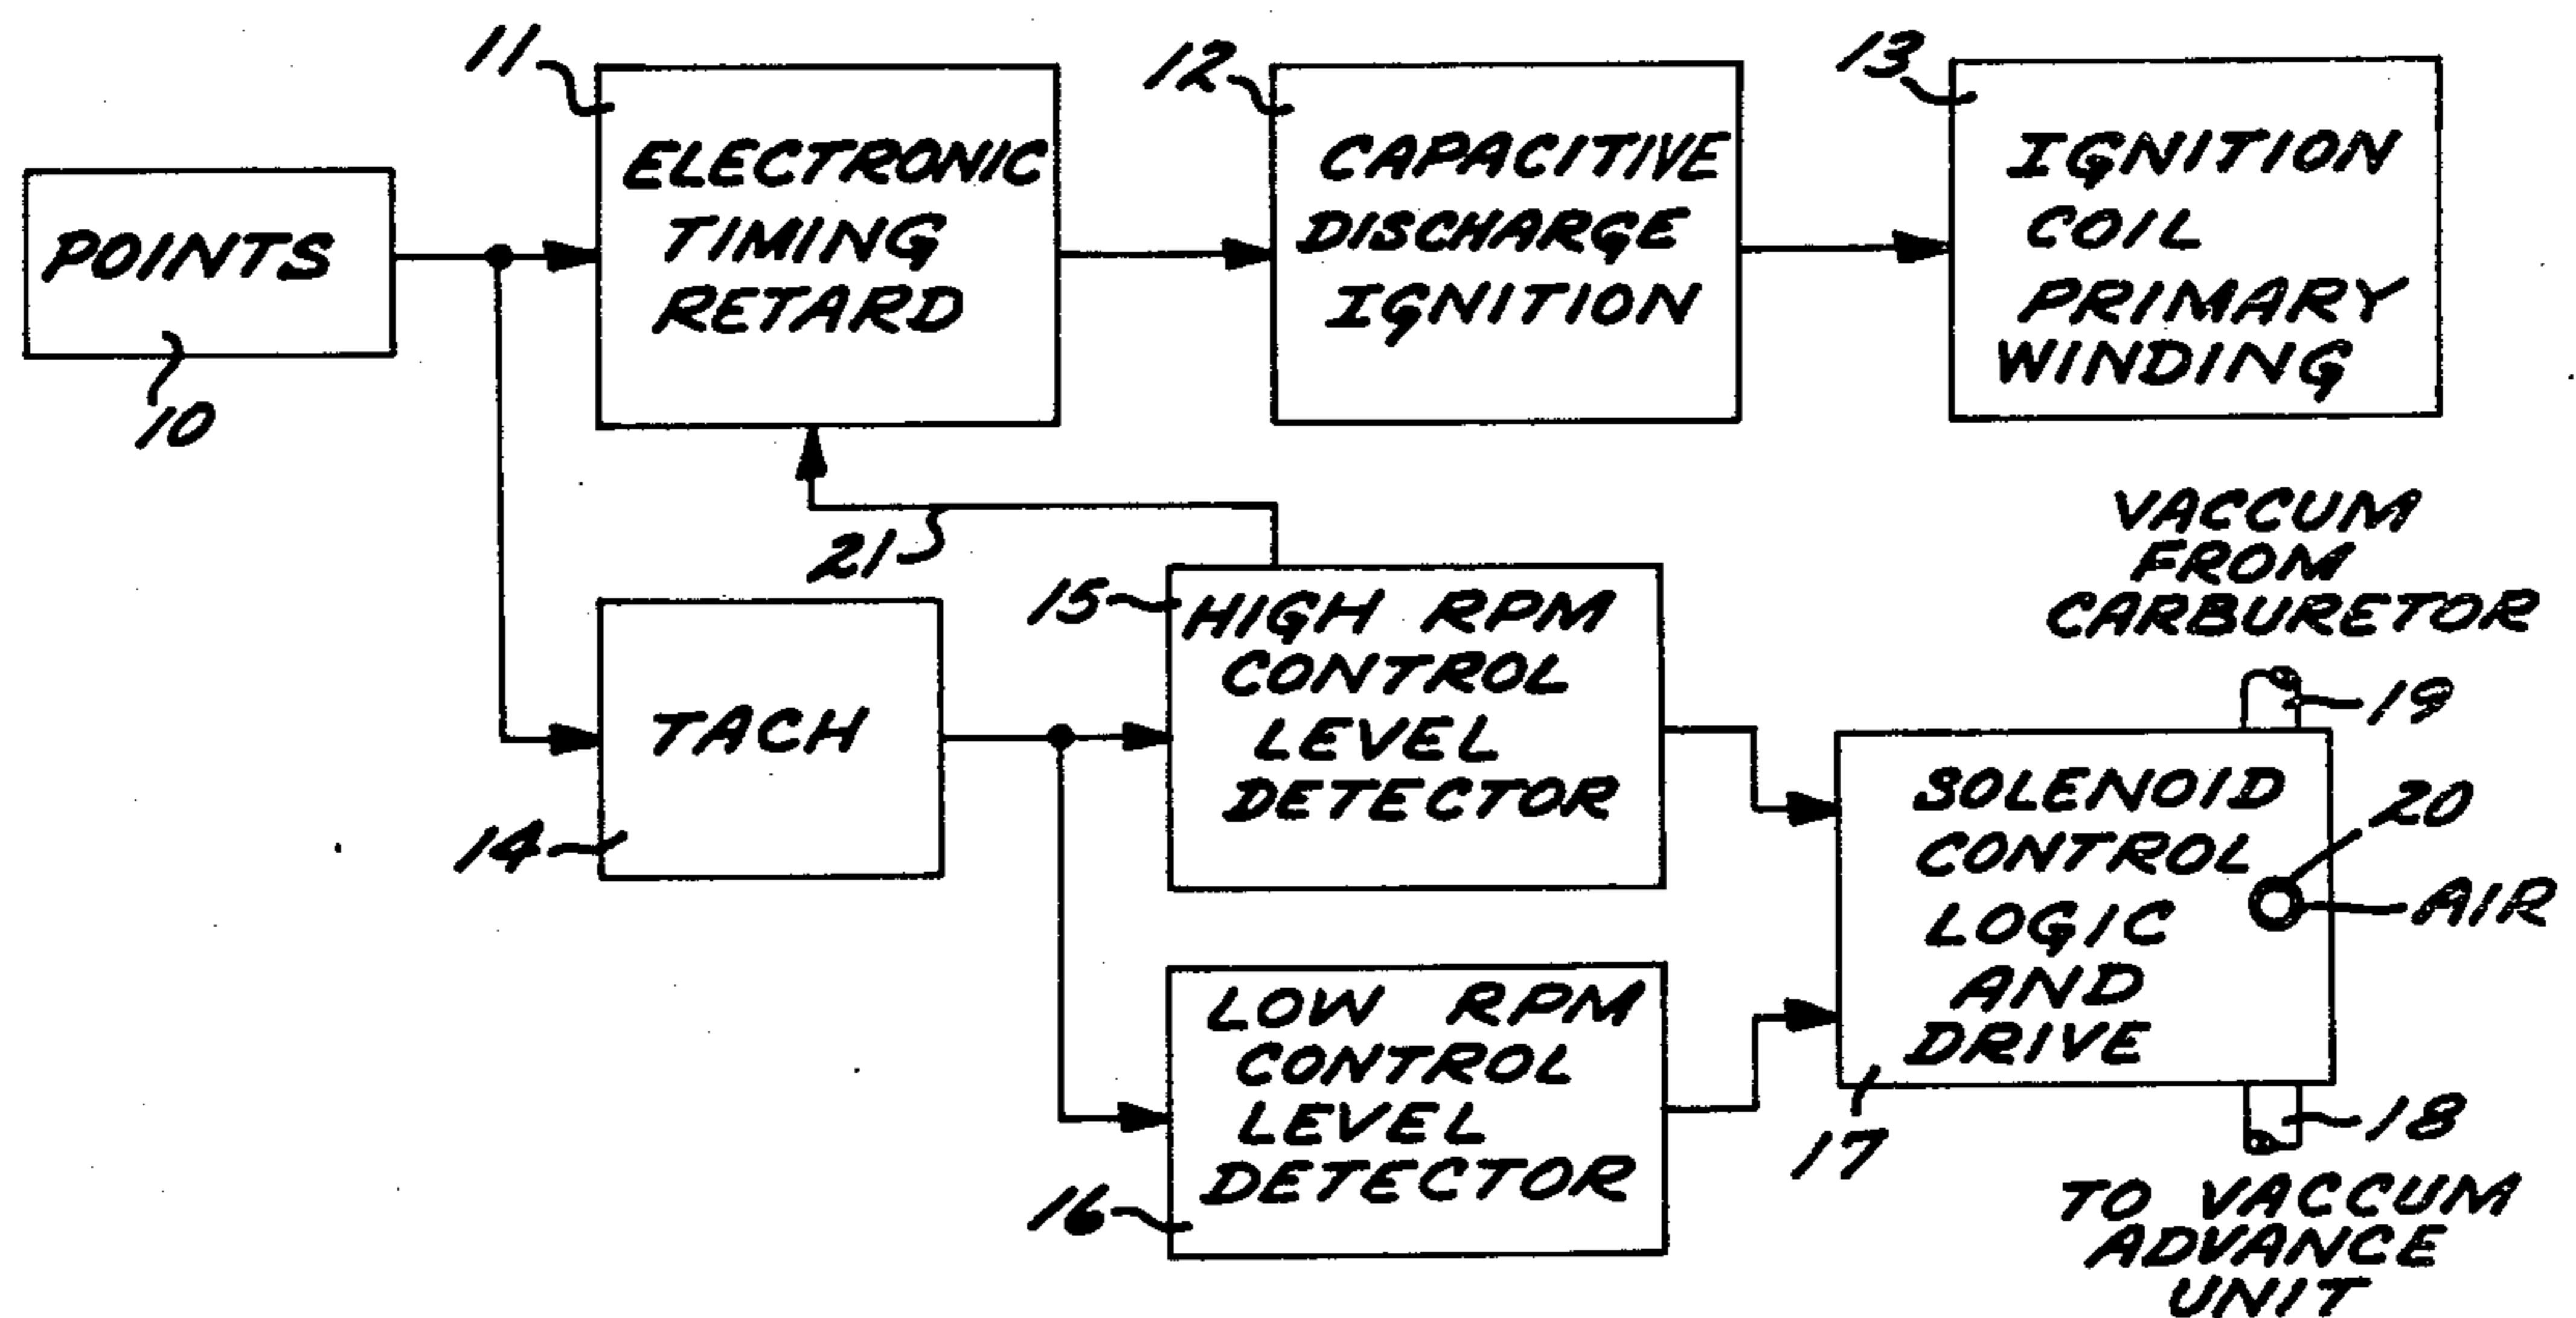 11
ELECTRONIC
TIMING
RETARD
12
CAPACITIVE
DISCHARGE
IGNITION
13
IGNITION
COIL
PRIMARY
WINDING
POINTS
10
21
TACH
14
15
HIGH RPM
CONTROL
LEVEL
DETECTOR
LOW RPM
CONTROL
LEVEL
DETECTOR
16
VACCUM
FROM
CARBURETOR
19
SOLENOID
CONTROL
LOGIC
AND
DRIVE
20
AIR
17
18
TO VACCUM
ADVANCE
UNIT